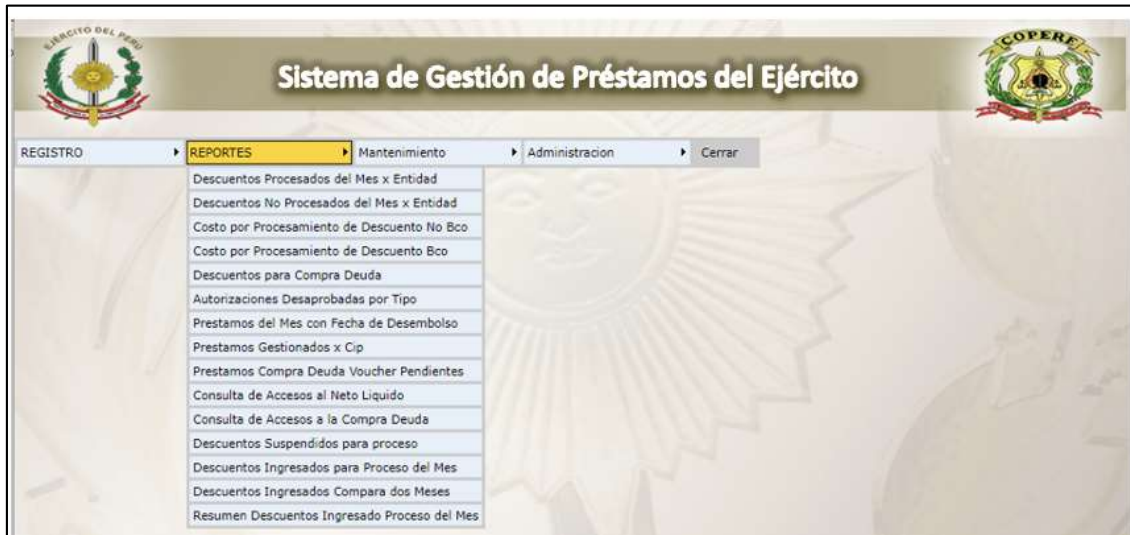 EJÉRCITO DEL PERÚ
COPERE
Sistema de Gestión de Préstamos del Ejército
REGISTRO REPORTES Mantenimiento Administracion Cerrar
Descuentos Procesados del Mes x Entidad
Descuentos No Procesados del Mes x Entidad
Costo por Procesamiento de Descuento No Bco
Costo por Procesamiento de Descuento Bco
Descuentos para Compra Deuda
Autorizaciones Desaprobadas por Tipo
Prestamos del Mes con Fecha de Desembolso
Prestamos Gestionados x Cip
Prestamos Compra Deuda Voucher Pendientes
Consulta de Accesos al Neto Liquido
Consulta de Accesos a la Compra Deuda
Descuentos Suspendidos para proceso
Descuentos Ingresados para Proceso del Mes
Descuentos Ingresados Compara dos Meses
Resumen Descuentos Ingresado Proceso del Mes